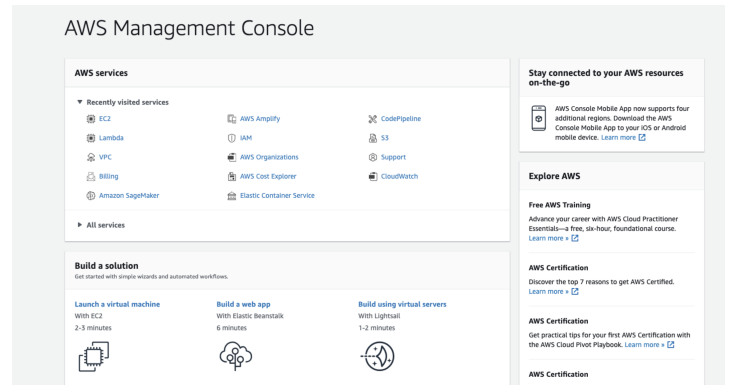 AWS Management Console
AWS services
▼ Recently visited services
EC2
AWS Amplify
CodePipeline
Lambda
IAM
S3
VPC
AWS Organizations
Support
Billing
AWS Cost Explorer
CloudWatch
Amazon SageMaker
Elastic Container Service
▶ All services
Build a solution
Get started with simple wizards and automated workflows.
Launch a virtual machine
With EC2
2-3 minutes
Build a web app
With Elastic Beanstalk
6 minutes
Build using virtual servers
With Lightsail
1-2 minutes
Stay connected to your AWS resources
on-the-go
AWS Console Mobile App now supports four
additional regions. Download the AWS
Console Mobile App to your iOS or Android
mobile device. Learn more
Explore AWS
Free AWS Training
Advance your career with AWS Cloud Practitioner
Essentials—a free, six-hour, foundational course.
Learn more »
AWS Certification
Discover the top 7 reasons to get AWS Certified.
Learn more »
AWS Certification
Get practical tips for your first AWS Certification with
the AWS Cloud Pivot Playbook. Learn more »
AWS Certification